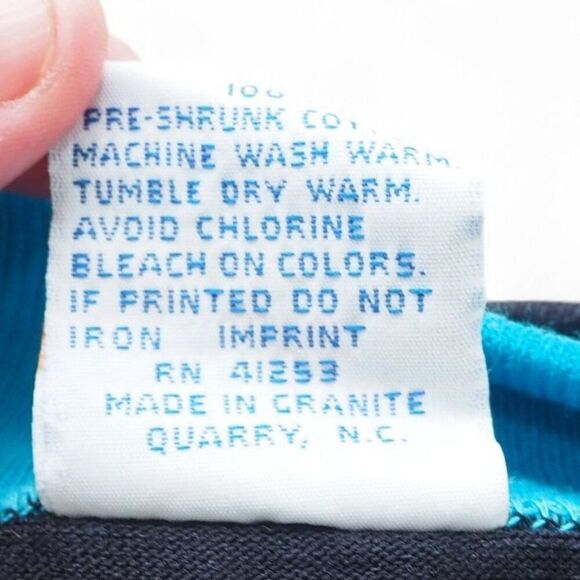 PRE-SHRUNK
MACHINE WASH WARM.
TUMBLE DRY WARM.
AVOID CHLORINE
BLEACH ON COLORS.
IF PRINTED DO NOT
IRON IMPRINT
RN 41293
MADE IN GRANITE
QUARRY, N.C.